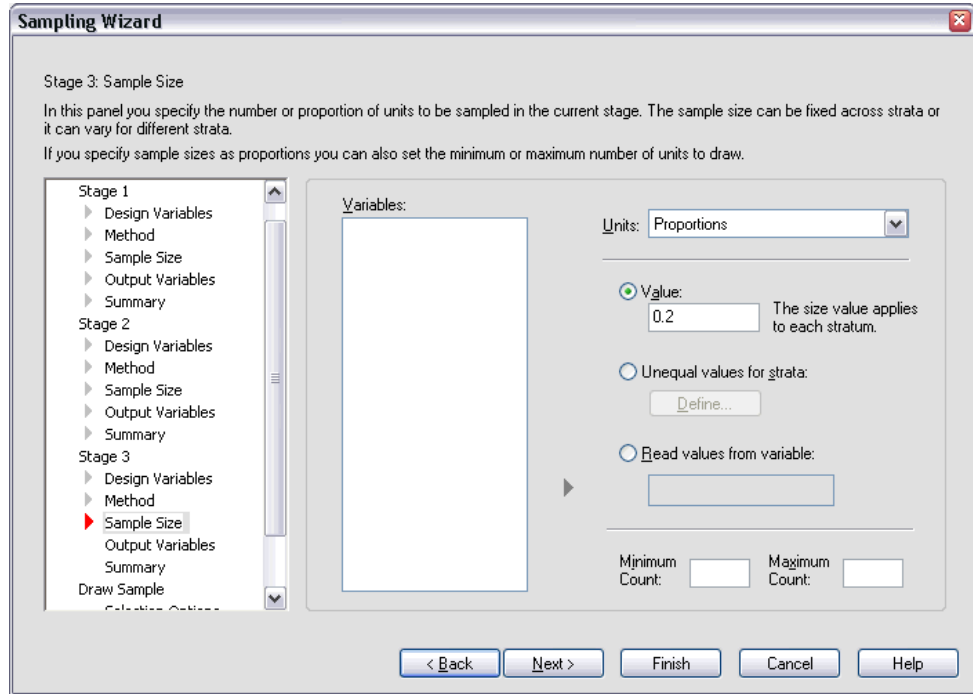 Sampling Wizard
Stage 3: Sample Size
In this panel you specify the number or proportion of units to be sampled in the current stage. The sample size can be fixed across strata or
it can vary for different strata.
If you specify sample sizes as proportions you can also set the minimum or maximum number of units to draw.
Stage 1
Design Variables
Method
Sample Size
Output Variables
Summary
Stage 2
Design Variables
Method
Sample Size
Output Variables
Summary
Stage 3
Design Variables
Method
Sample Size
Output Variables
Summary
Draw Sample
Selection Options
Variables:
Units: Proportions
Value:
0.2
The size value applies
to each stratum.
Unequal values for strata:
Define...
Read values from variable:
Minimum
Count:
Maximum
Count:
< Back
Next >
Finish
Cancel
Help